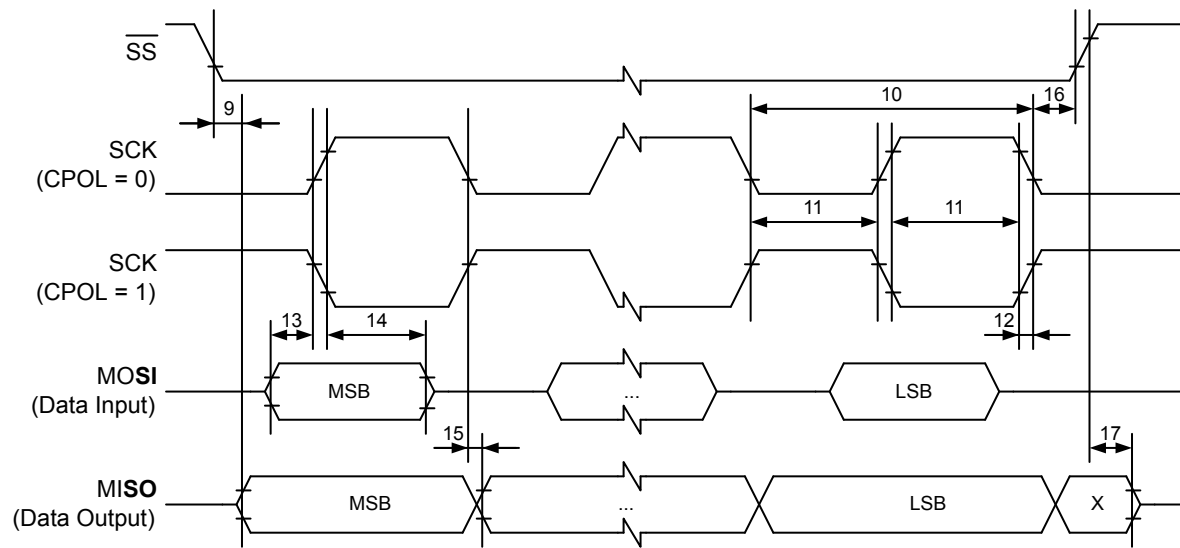 SS
9
10
16
SCK
(CPOL = 0)
11
11
SCK
(CPOL = 1)
13
14
12
MOSI
(Data Input)
MSB
...
LSB
15
17
MISO
(Data Output)
MSB
...
LSB
X